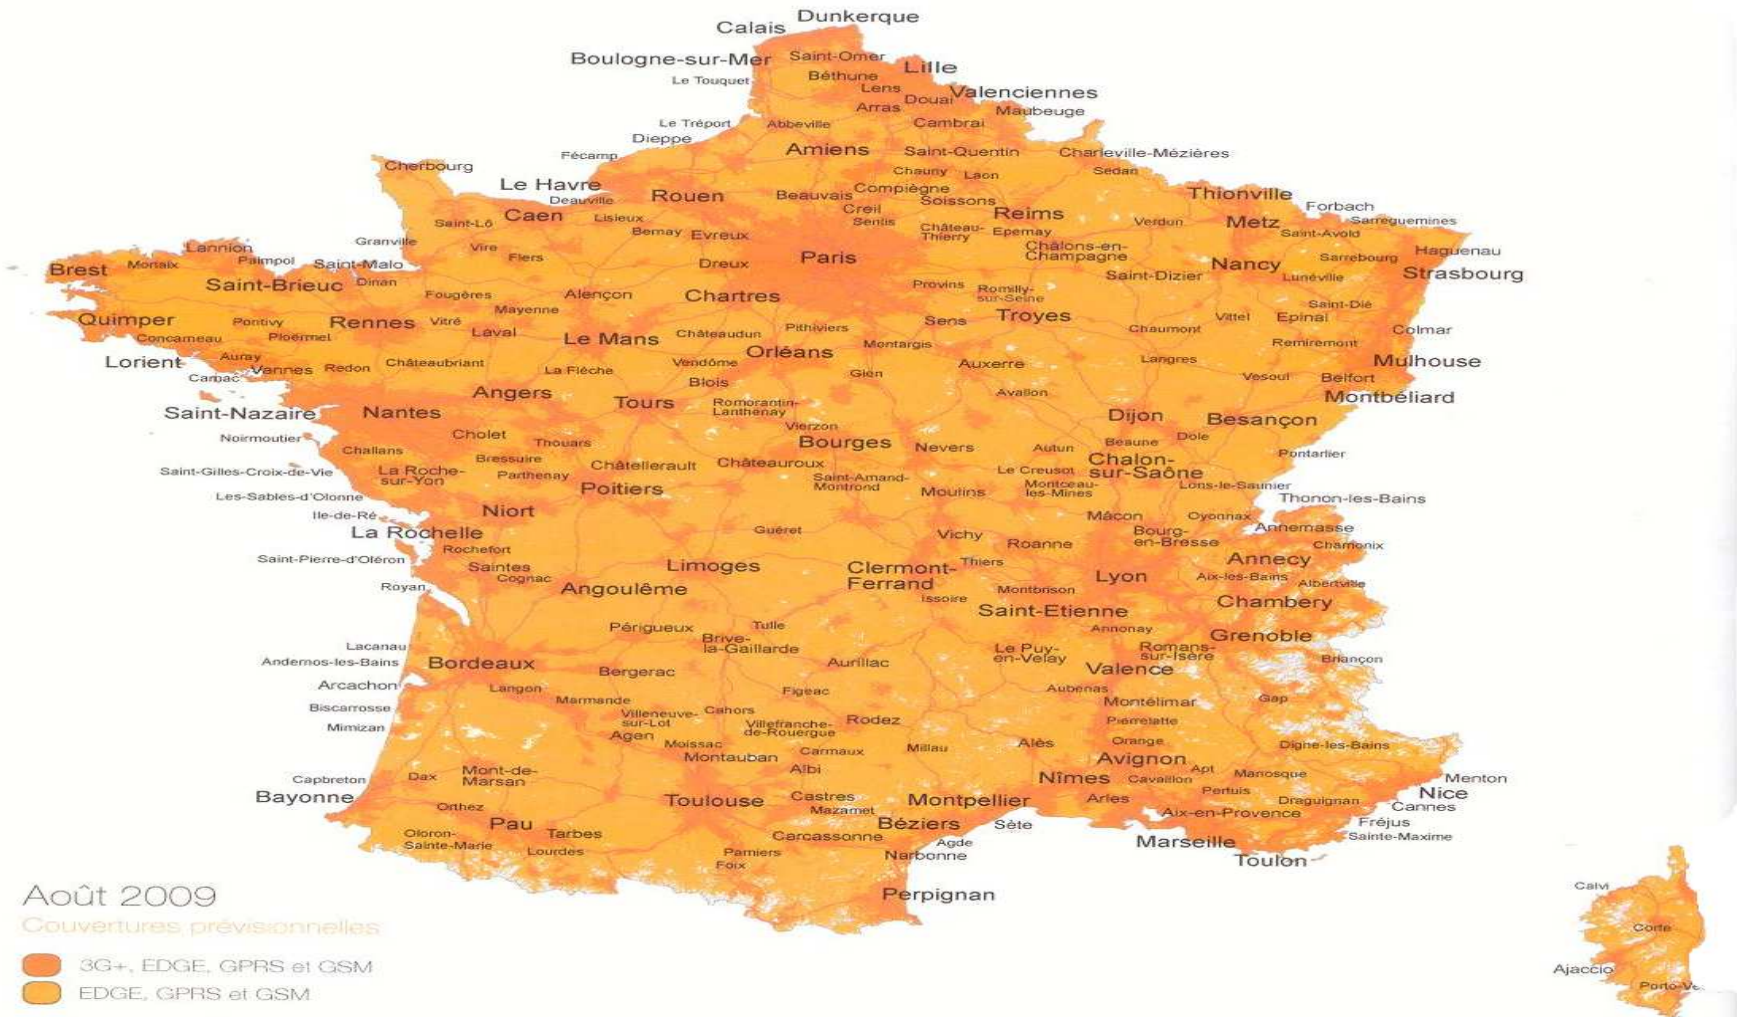 Dunkerque
Calais
Boulogne-sur-Mer
Saint-Omer
Lille
Le Touquet
Béthune
Lens
Valenciennes
Douai
Arras
Maubeuge
Le Tréport
Abbeville
Cambrai
Dieppe
Amiens
Saint-Quentin
Charleville-Mézières
Fécamp
Cherbourg
Chauny
Laon
Sedan
Le Havre
Deauville
Rouen
Beauvais
Compiègne
Soissons
Thionville
Forbach
Saint-Lô
Caen
Lisieux
Creil
Senlis
Reims
Verdun
Metz
Sarreguemines
Saint-Avold
Granville
Vire
Bernay
Evreux
Château-
Thierry
Epernay
Châlons-en-
Champagne
Haguenau
Lannion
Paimpol
Saint-Malo
Flers
Dreux
Paris
Nancy
Sarrebourg
Strasbourg
Brest
Morlaix
Saint-Brieuc
Dinan
Saint-Dizier
Lunéville
Fougères
Alençon
Chartres
Provins
Romilly-
sur-Seine
Saint-Dié
Mayenne
Quimper
Pontivy
Rennes
Vitré
Laval
Le Mans
Châteaudun
Pithiviers
Sens
Troyes
Chaumont
Vittel
Epinal
Colmar
Concarneau
Ploërmel
Orléans
Montargis
Remiremont
Lorient
Auray
Vannes
Redon
Châteaubriant
La Flèche
Vendôme
Auxerre
Langres
Mulhouse
Carnac
Blois
Gien
Vesoul
Belfort
Montbéliard
Angers
Tours
Romorantin-
Lanthenay
Avallon
Saint-Nazaire
Nantes
Dijon
Besançon
Noirmoutier
Cholet
Thouars
Vierzon
Bourges
Nevers
Autun
Beaune
Dole
Challans
Bressuire
Châtellerault
Châteauroux
Chalon-
sur-Saône
Pontarlier
Saint-Gilles-Croix-de-Vie
La Roche-
sur-Yon
Parthenay
Saint-Amand-
Montrond
Le Creusot
Montceau-
les-Mines
Lons-le-Saunier
Poitiers
Moulins
Les-Sables-d'Olonne
Thonon-les-Bains
Ile-de-Ré
Niort
Mâcon
Oyonnax
Annemasse
La Rochelle
Guéret
Vichy
Roanne
Bourg-
en-Bresse
Chamonix
Rochefort
Saint-Pierre-d'Oléron
Saintes
Cognac
Limoges
Clermont-
Ferrand
Thiers
Annecy
Lyon
Aix-les-Bains
Albertville
Royan
Angoulême
Issoire
Montbrison
Chambery
Saint-Etienne
Périgueux
Tulle
Annonay
Grenoble
Lacanau
Brive-
la-Gaillarde
Le Puy-
en-Velay
Romans-
sur-Isère
Briançon
Andernos-les-Bains
Bordeaux
Bergerac
Aurillac
Valence
Arcachon
Langon
Figeac
Aubenas
Gap
Biscarrosse
Marmande
Montélimar
Villeneuve-
sur-Lot
Cahors
Villefranche-
de-Rouergue
Rodez
Pierrelatte
Mimizan
Agen
Moissac
Carmaux
Millau
Alès
Orange
Digne-les-Bains
Montauban
Avignon
Capbreton
Dax
Mont-de-
Marsan
Albi
Nîmes
Cavaillon
Apt
Manosque
Menton
Bayonne
Orthez
Toulouse
Castres
Mazamet
Montpellier
Arles
Pertuis
Draguignan
Nice
Cannes
Pau
Tarbes
Béziers
Sète
Aix-en-Provence
Fréjus
Oloron-
Sainte-Marie
Lourdes
Carcassonne
Agde
Marseille
Sainte-Maxime
Pamiers
Foix
Narbonne
Toulon
Perpignan
Calvi
Corte
Ajaccio
Août 2009
Couvertures prévisionnelles
3G+, EDGE, GPRS et GSM
EDGE, GPRS et GSM